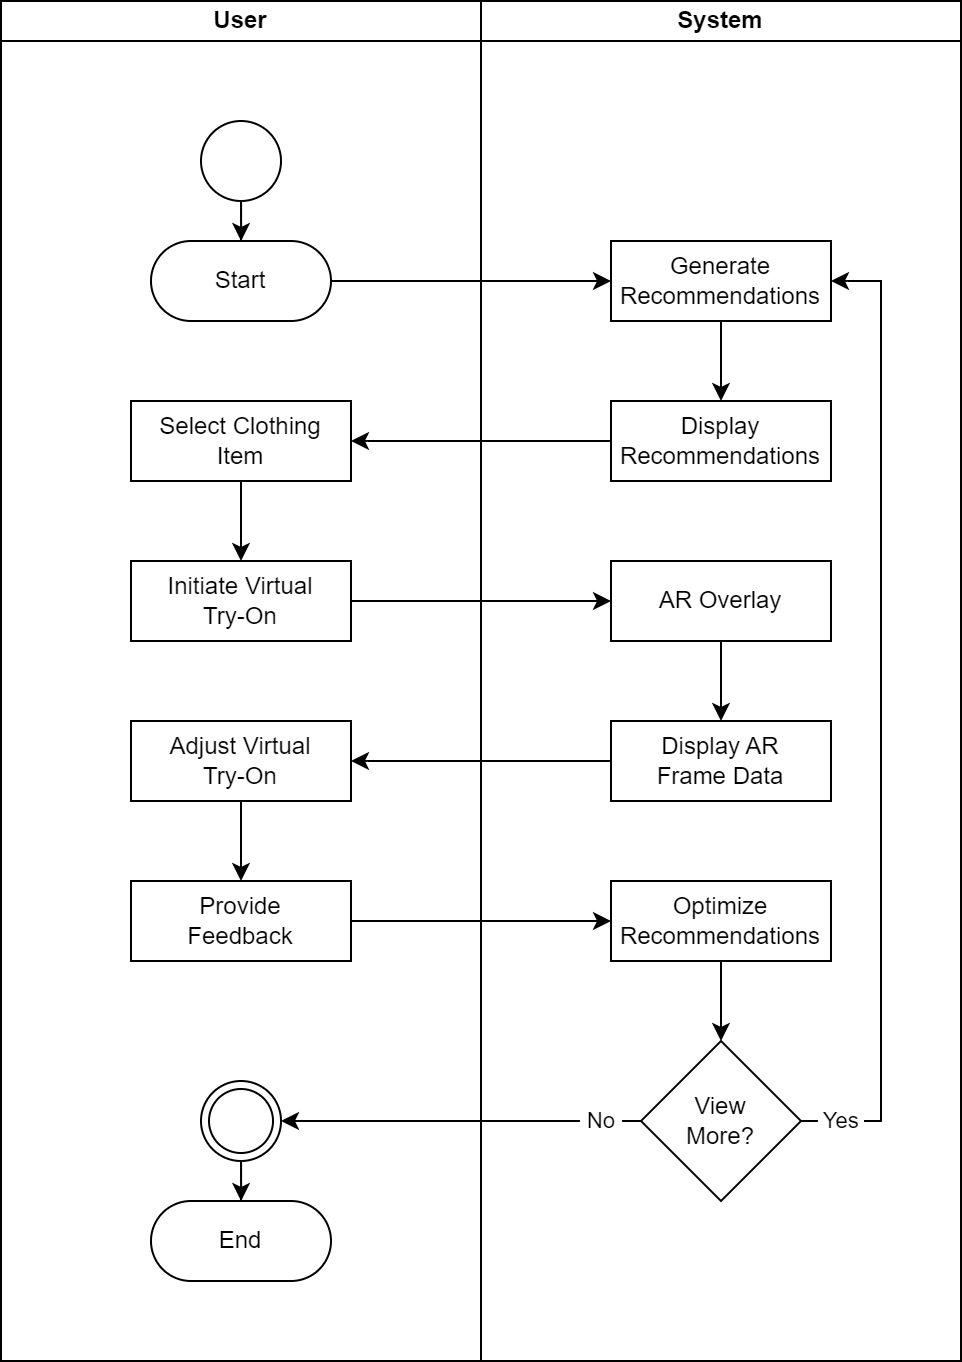 User
System
Start
Generate
Recommendations
Select Clothing
Item
Display
Recommendations
Initiate Virtual
Try-On
AR Overlay
Adjust Virtual
Try-On
Display AR
Frame Data
Provide
Feedback
Optimize
Recommendations
No
View
More?
Yes
End